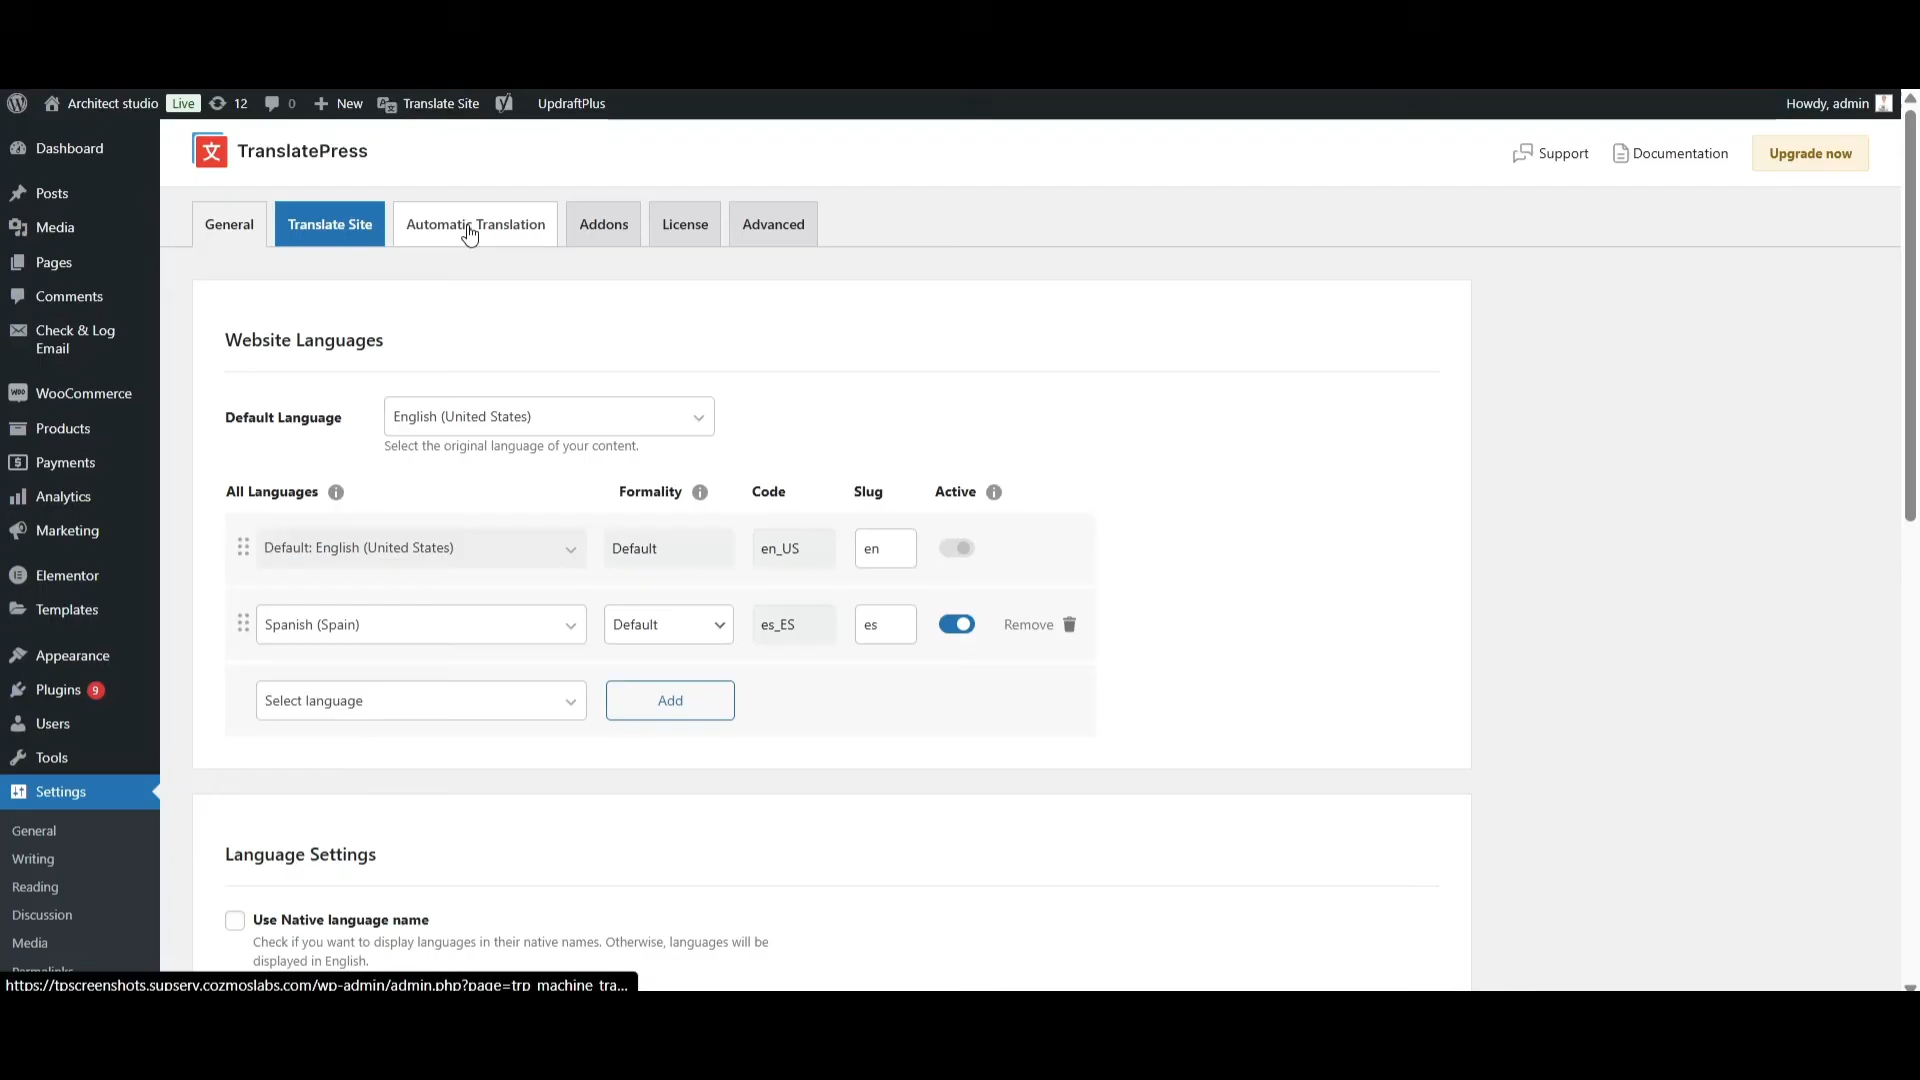 Architect studio Live 12 0 New Translate Site UpdraftPlus Howdy, admin
Dashboard
Posts
Media
Pages
Comments
Check & Log
Email
WooCommerce
Products
Payments
Analytics
Marketing
Elementor
Templates
Appearance
Plugins 9
Users
Tools
Settings
General
Writing
Reading
Discussion
Media
Permalinks
文 TranslatePress
Support Documentation Upgrade now
General Translate Site Automatic Translation Addons License Advanced
Website Languages
Default Language English (United States)
Select the original language of your content.
All Languages i Formality i Code Slug Active i
Default: English (United States) Default en_US en
Spanish (Spain) Default es_ES es Remove
Select language Add
Language Settings
Use Native language name
Check if you want to display languages in their native names. Otherwise, languages will be
displayed in English.
https://tpscreenshots.supserv.cozmoslabs.com/wp-admin/admin.php?page=trp_machine_tra...